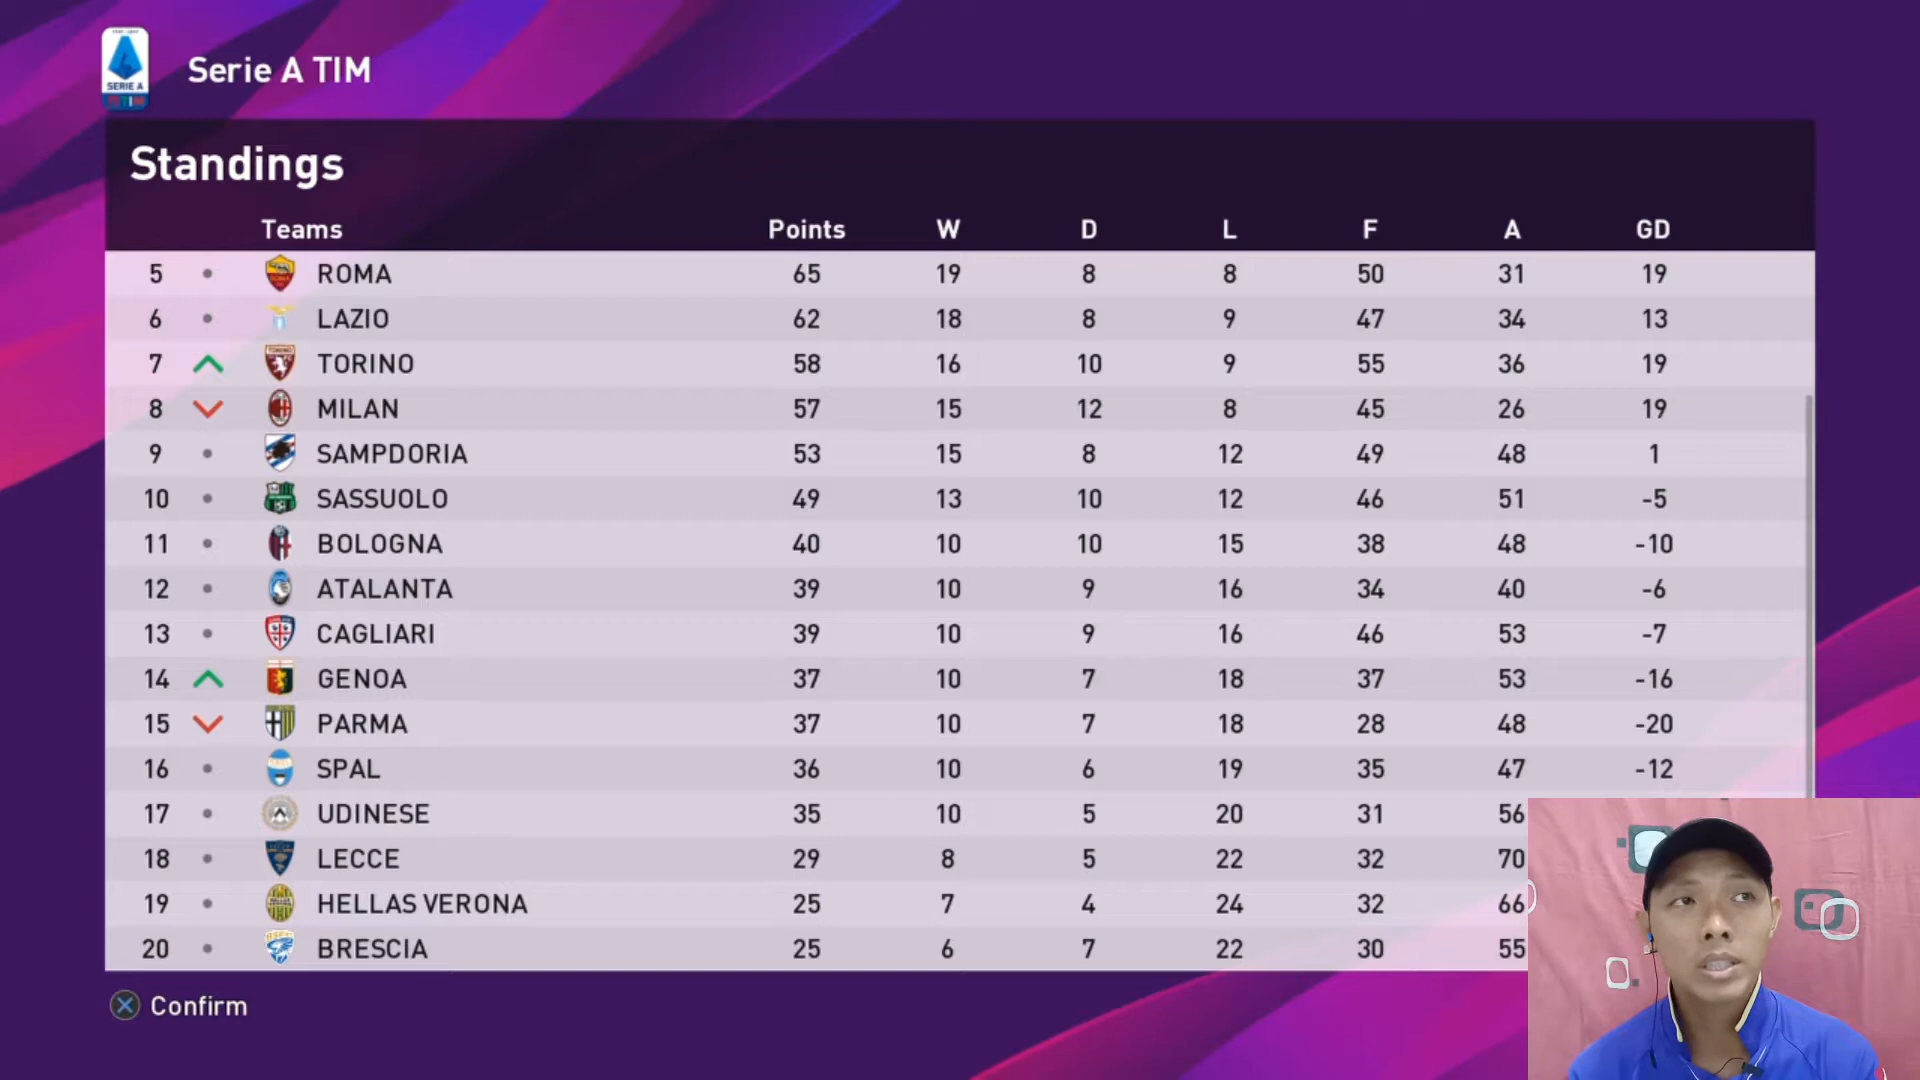 SERIE A
TIM
Serie A TIM
Standings
Teams Points W D L F A GD
5 ROMA 65 19 8 8 50 31 19
6 LAZIO 62 18 8 9 47 34 13
7 TORINO 58 16 10 9 55 36 19
8 MILAN 57 15 12 8 45 26 19
9 SAMPDORIA 53 15 8 12 49 48 1
10 SASSUOLO 49 13 10 12 46 51 -5
11 BOLOGNA 40 10 10 15 38 48 -10
12 ATALANTA 39 10 9 16 34 40 -6
13 CAGLIARI 39 10 9 16 46 53 -7
14 GENOA 37 10 7 18 37 53 -16
15 PARMA 37 10 7 18 28 48 -20
16 SPAL 36 10 6 19 35 47 -12
17 UDINESE 35 10 5 20 31 56
18 LECCE 29 8 5 22 32 70
19 HELLAS VERONA 25 7 4 24 32 66
20 BRESCIA 25 6 7 22 30 55
Confirm